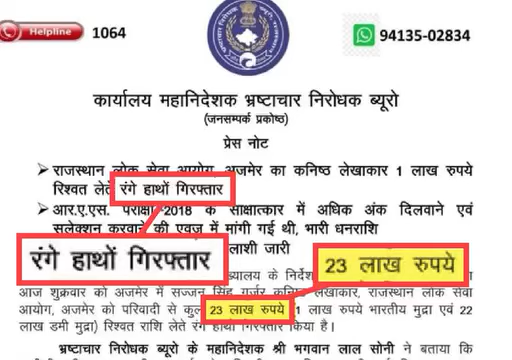 Helpline 1064
94135-02834
कार्यालय महानिदेशक भ्रष्टाचार निरोधक ब्यूरो
(जनसम्पर्क प्रकोष्ठ)
प्रेस नोट
राजस्थान लोक सेवा आयोग, अजमेर का कनिष्ठ लेखाकार 1 लाख रुपये
रिश्वत लेते रंगे हाथों गिरफ्तार
आर.ए.एस. परीक्षा-2018 के साक्षात्कार में अधिक अंक दिलवाने एवं
सलेक्शन करवाने की एवज में मांगी गई थी, भारी धनराशि
लाशी जारी
रंगे हाथों गिरफ्तार
23 लाख रुपये
ख्यालय के निर्देश
आज शुक्रवार को अजमेर में सज्जन सिंह गुर्जर कनिष्ठ लेखाकार, राजस्थान लोक सेवा
आयोग, अजमेर को परिवादी से कुल 23 लाख रुपये 1 लाख रुपये भारतीय मुद्रा एवं 22
लाख डमी मुद्रा) रिश्वत राशि लेते रंगे हाथों गिरफ्तार किया है।
भ्रष्टाचार निरोधक ब्यूरो के महानिदेशक श्री भगवान लाल सोनी ने बताया कि